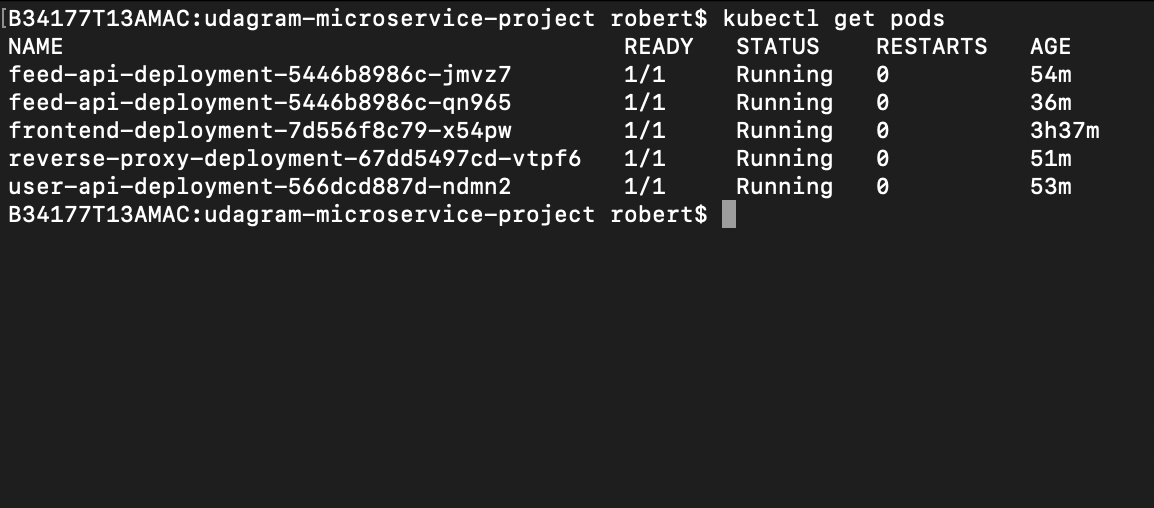 B34177T13AMAC:udagram-microservice-project robert$ kubectl get pods
NAME READY STATUS RESTARTS AGE
feed-api-deployment-5446b8986c-jmvz7 1/1 Running 0 54m
feed-api-deployment-5446b8986c-qn965 1/1 Running 0 36m
frontend-deployment-7d556f8c79-x54pw 1/1 Running 0 3h37m
reverse-proxy-deployment-67dd5497cd-vtpf6 1/1 Running 0 51m
user-api-deployment-566dcd887d-ndmn2 1/1 Running 0 53m
B34177T13AMAC:udagram-microservice-project robert$